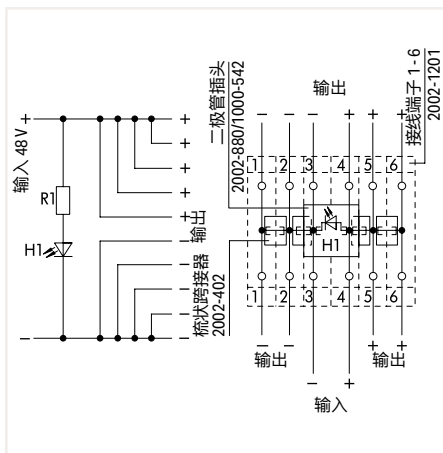 +
输入 48 V
R1
H1
−
+
+
+
+
+
输出
−
−
−
−
−
梳状跨接器
2002-402
二极管插头
2002-880/1000-542
输出
− − − + + +
接线端子 1-6
2002-1201
1 2 3 4 5 6
H1
1 2 3 4 5 6
− − + +
输出 输出
− +
输入